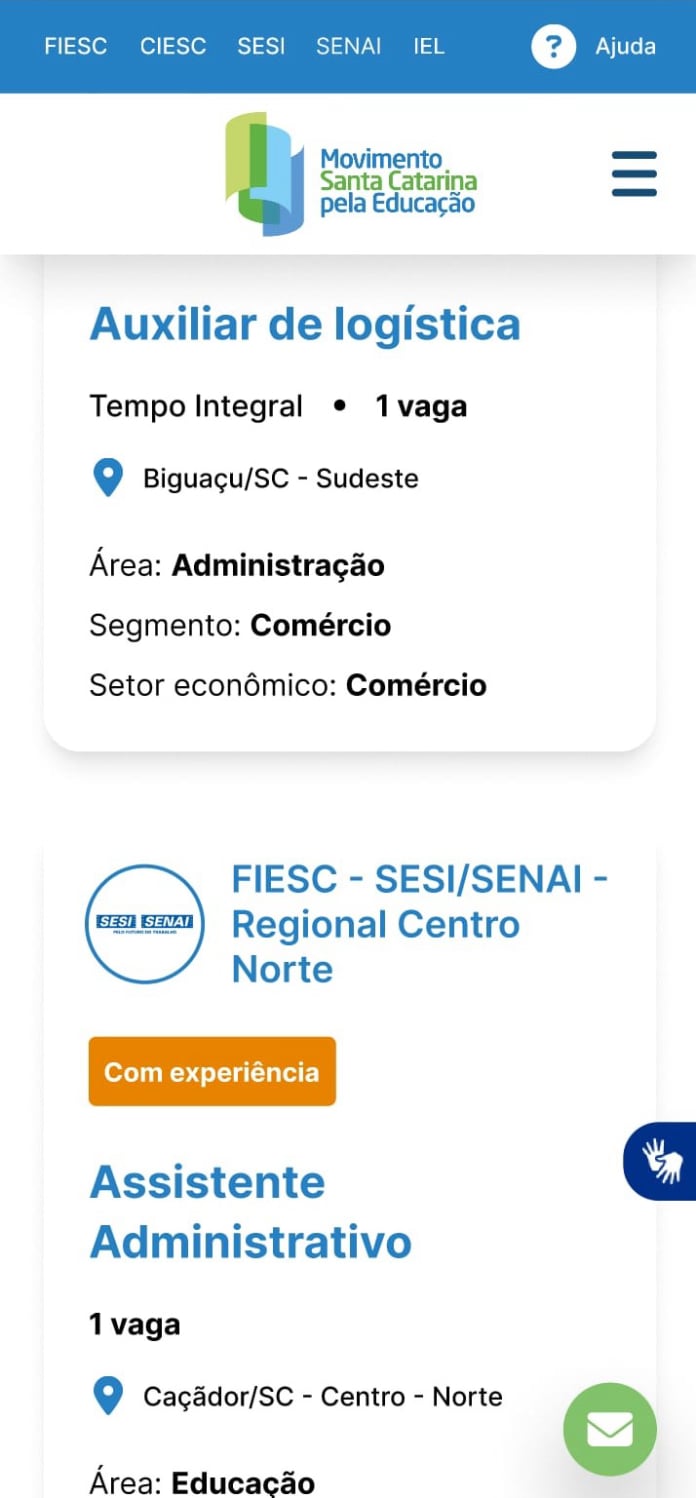 FIESC CIESC SESI SENAI IEL ? Ajuda
Movimento
Santa Catarina
pela Educação
Auxiliar de logística
Tempo Integral • 1 vaga
Biguaçu/SC - Sudeste
Área: Administração
Segmento: Comércio
Setor econômico: Comércio
SESI SENAI
PELO FUTURO DO TRABALHO
FIESC - SESI/SENAI -
Regional Centro
Norte
Com experiência
Assistente
Administrativo
1 vaga
Caçãdor/SC - Centro - Norte
Área: Educação